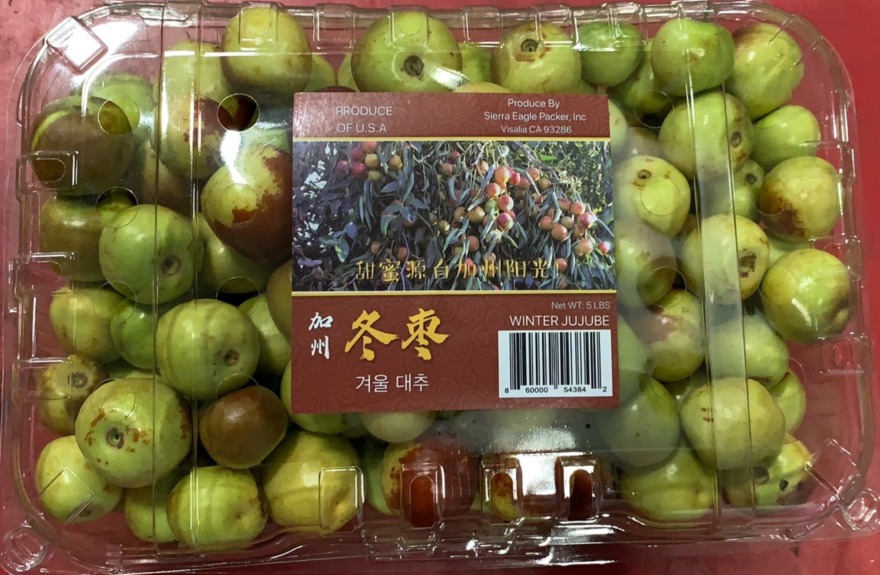 PRODUCE
OF U.S.A
Produce By
Sierra Eagle Packer, Inc
Visalia CA 93286
甜蜜源自加州阳光!
Net WT: 5 LBS
WINTER JUJUBE
加州
冬枣
겨울 대추
8 60000 54384 2